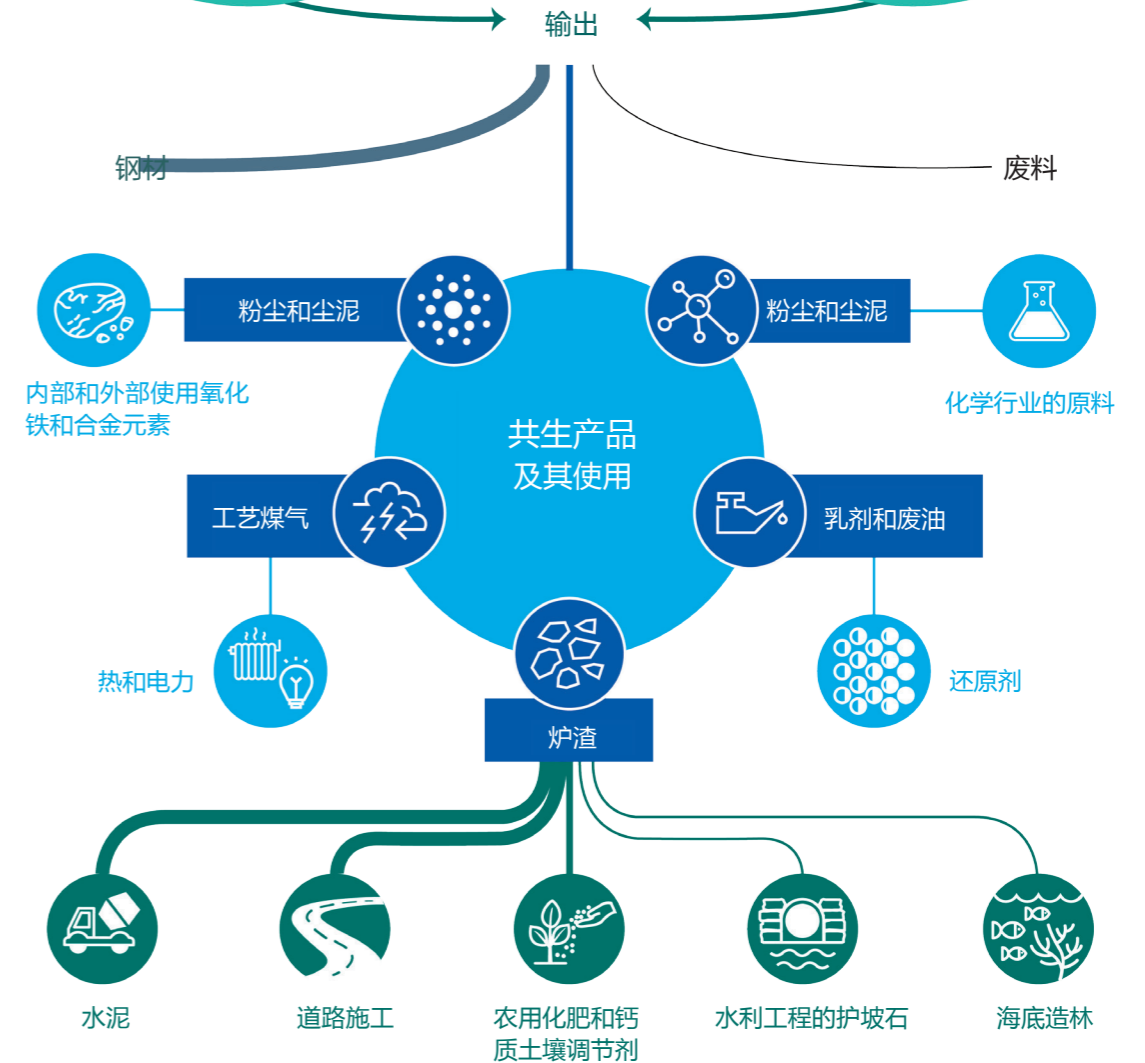 输出
钢材
废料
粉尘和尘泥
粉尘和尘泥
内部和外部使用氧化
铁和合金元素
化学行业的原料
共生产品
及其使用
工艺煤气
乳剂和废油
热和电力
还原剂
炉渣
水泥
道路施工
农用化肥和钙
质土壤调节剂
水利工程的护坡石
海底造林